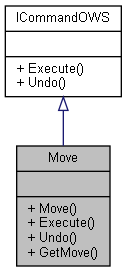 ICommandOWS
+ Execute()
+ Undo()
Move
+ Move()
+ Execute()
+ Undo()
+ GetMove()